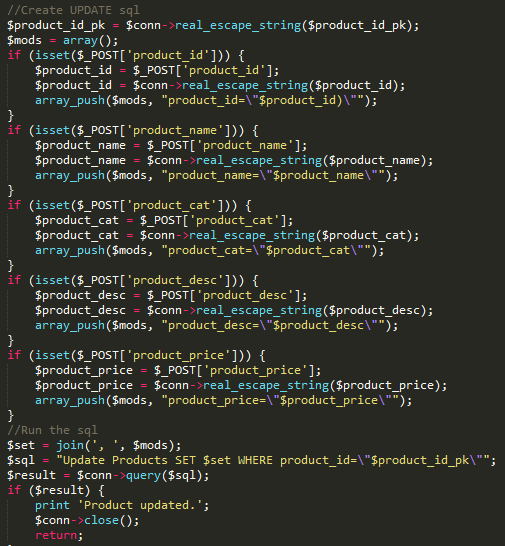 //Create UPDATE sql
$product_id_pk = $conn->real_escape_string($product_id_pk);
$mods = array();
if (isset($_POST['product_id'])) {
    $product_id = $_POST['product_id'];
    $product_id = $conn->real_escape_string($product_id);
    array_push($mods, "product_id=\"$product_id)\"");
}
if (isset($_POST['product_name'])) {
    $product_name = $_POST['product_name'];
    $product_name = $conn->real_escape_string($product_name);
    array_push($mods, "product_name=\"$product_name\"");
}
if (isset($_POST['product_cat'])) {
    $product_cat = $_POST['product_cat'];
    $product_cat = $conn->real_escape_string($product_cat);
    array_push($mods, "product_cat=\"$product_cat\"");
}
if (isset($_POST['product_desc'])) {
    $product_desc = $_POST['product_desc'];
    $product_desc = $conn->real_escape_string($product_desc);
    array_push($mods, "product_desc=\"$product_desc\"");
}
if (isset($_POST['product_price'])) {
    $product_price = $_POST['product_price'];
    $product_price = $conn->real_escape_string($product_price);
    array_push($mods, "product_price=\"$product_price\"");
}
//Run the sql
$set = join(', ', $mods);
$sql = "Update Products SET $set WHERE product_id=\"$product_id_pk\"";
$result = $conn->query($sql);
if ($result) {
    print 'Product updated.';
    $conn->close();
    return;